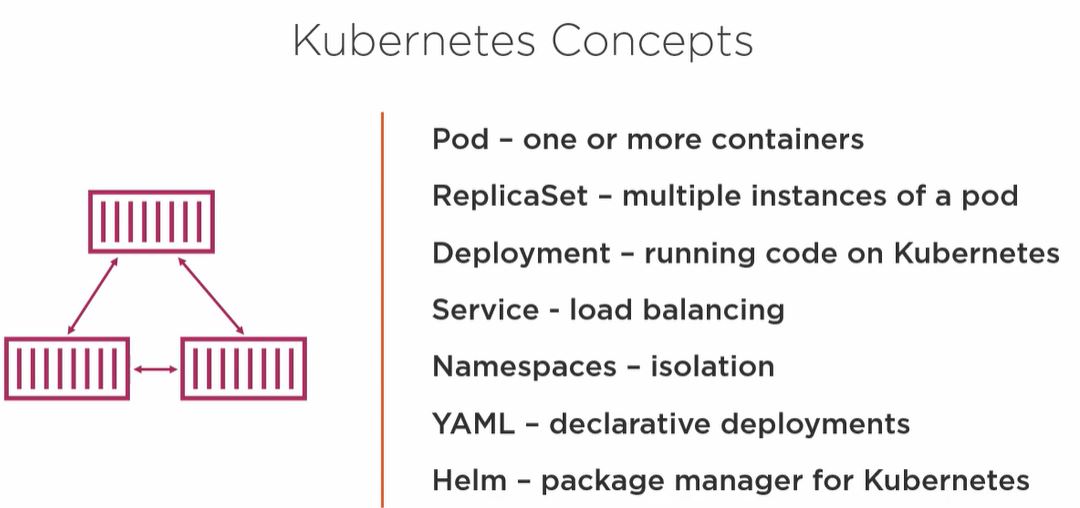 Kubernetes Concepts
Pod – one or more containers
ReplicaSet – multiple instances of a pod
Deployment – running code on Kubernetes
Service - load balancing
Namespaces – isolation
YAML – declarative deployments
Helm – package manager for Kubernetes